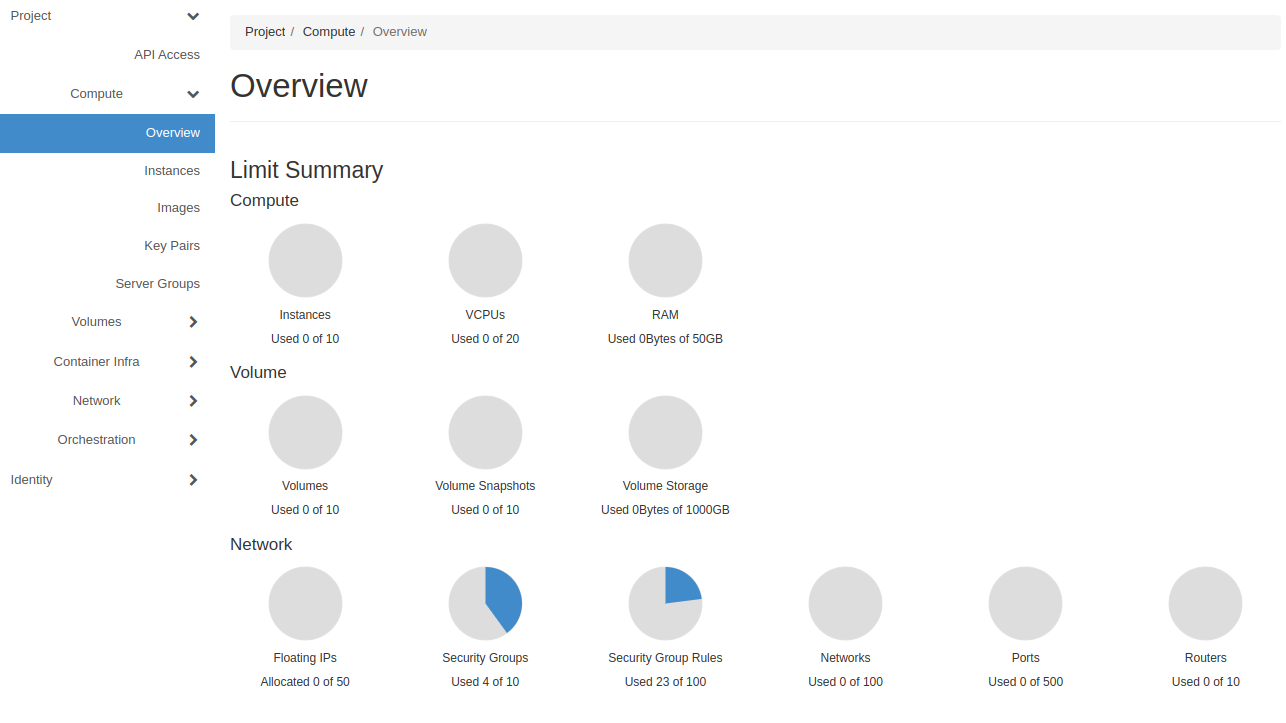 Project
API Access
Compute
Overview
Instances
Images
Key Pairs
Server Groups
Volumes
Container Infra
Network
Orchestration
Identity
Project / Compute / Overview
Overview
Limit Summary
Compute
Instances
Used 0 of 10
VCPUs
Used 0 of 20
RAM
Used 0Bytes of 50GB
Volume
Volumes
Used 0 of 10
Volume Snapshots
Used 0 of 10
Volume Storage
Used 0Bytes of 1000GB
Network
Floating IPs
Allocated 0 of 50
Security Groups
Used 4 of 10
Security Group Rules
Used 23 of 100
Networks
Used 0 of 100
Ports
Used 0 of 500
Routers
Used 0 of 10